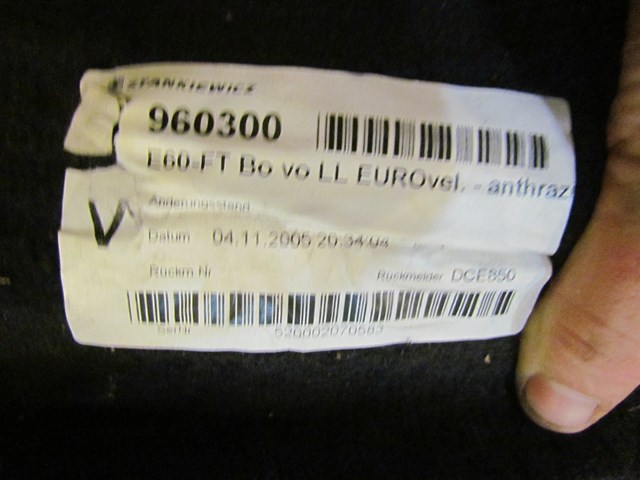 STANKIEWICZ
960300
E60-FT Bo vo LL EUROvel. - anthraz
Änderungsstand
V
Datum 04.11.2005 20:34:04
Rückm Nr Rückmelder DCE850
SerNr 520002070583